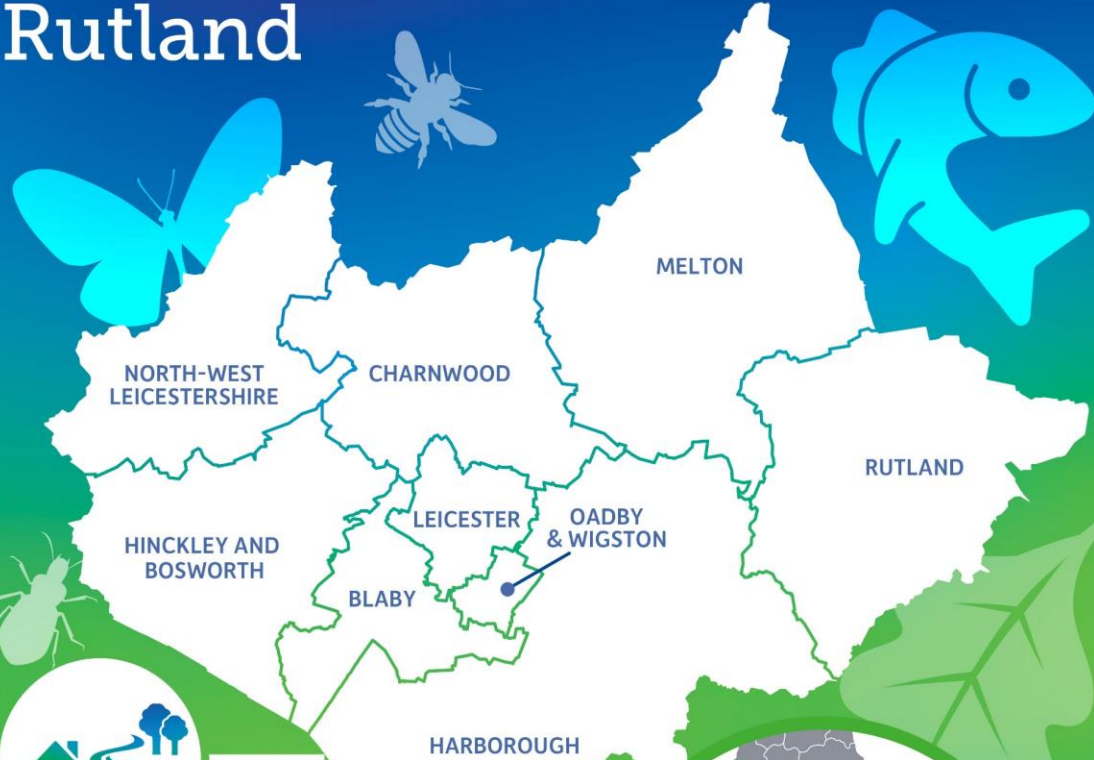 Rutland
MELTON
NORTH-WEST
LEICESTERSHIRE
CHARNWOOD
RUTLAND
LEICESTER
OADBY
& WIGSTON
HINCKLEY AND
BOSWORTH
BLABY
HARBOROUGH